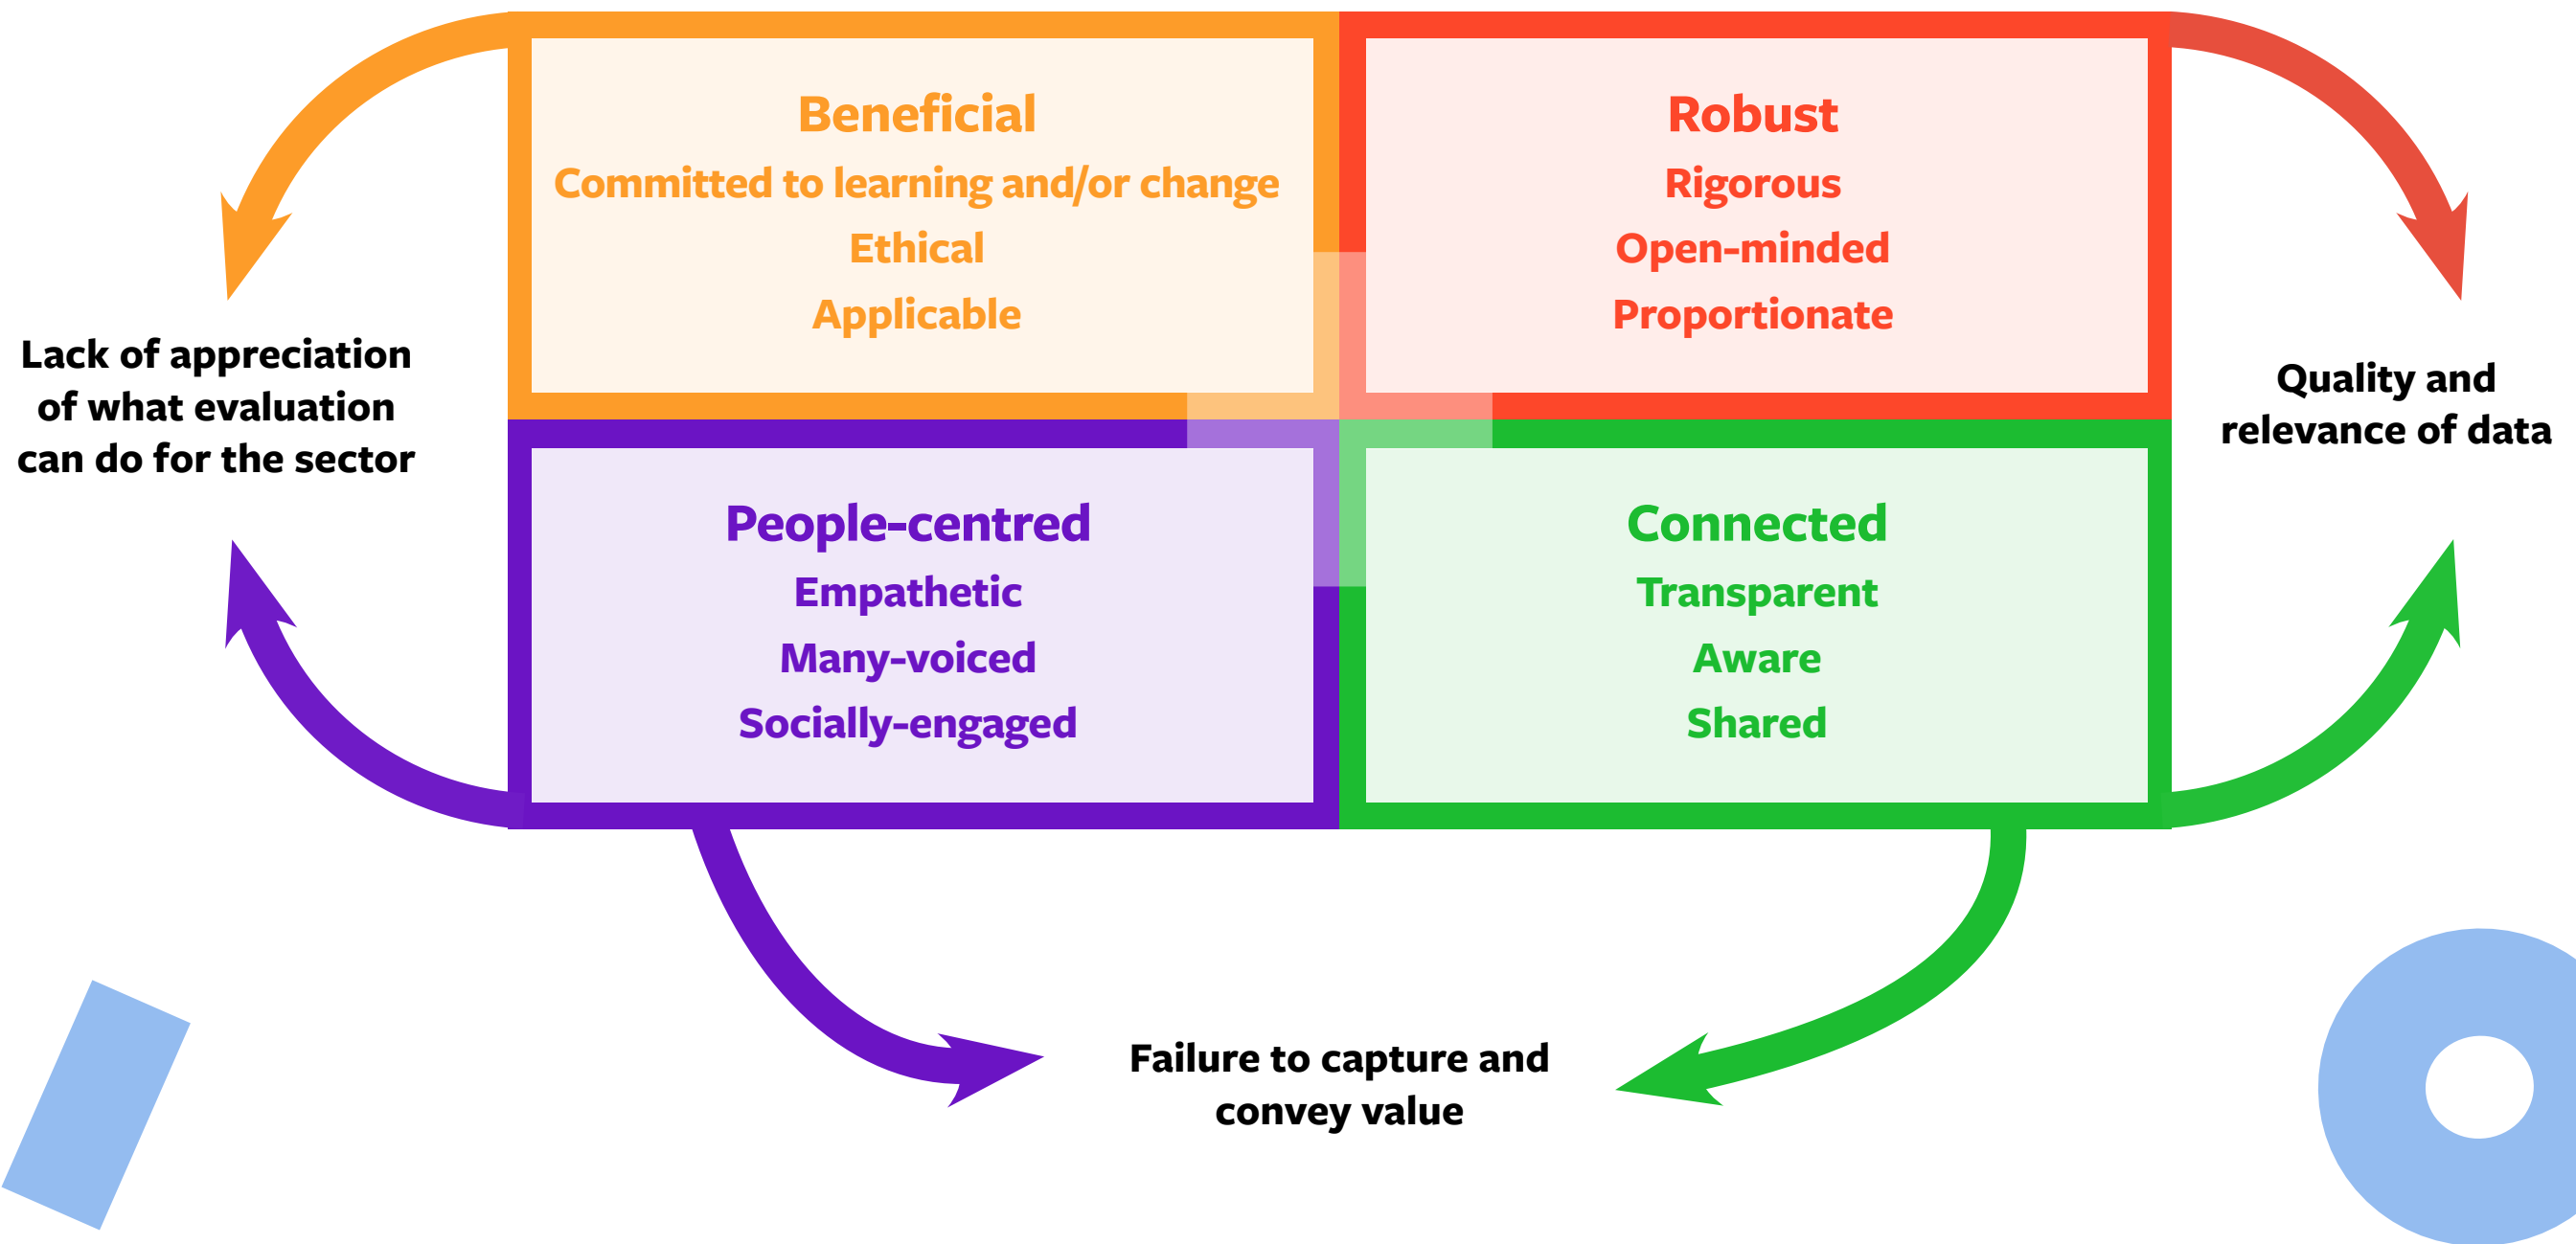 Beneficial
Committed to learning and/or change
Ethical
Applicable
Robust
Rigorous
Open-minded
Proportionate
Lack of appreciation
of what evaluation
can do for the sector
Quality and
relevance of data
People-centred
Empathetic
Many-voiced
Socially-engaged
Connected
Transparent
Aware
Shared
Failure to capture and
convey value